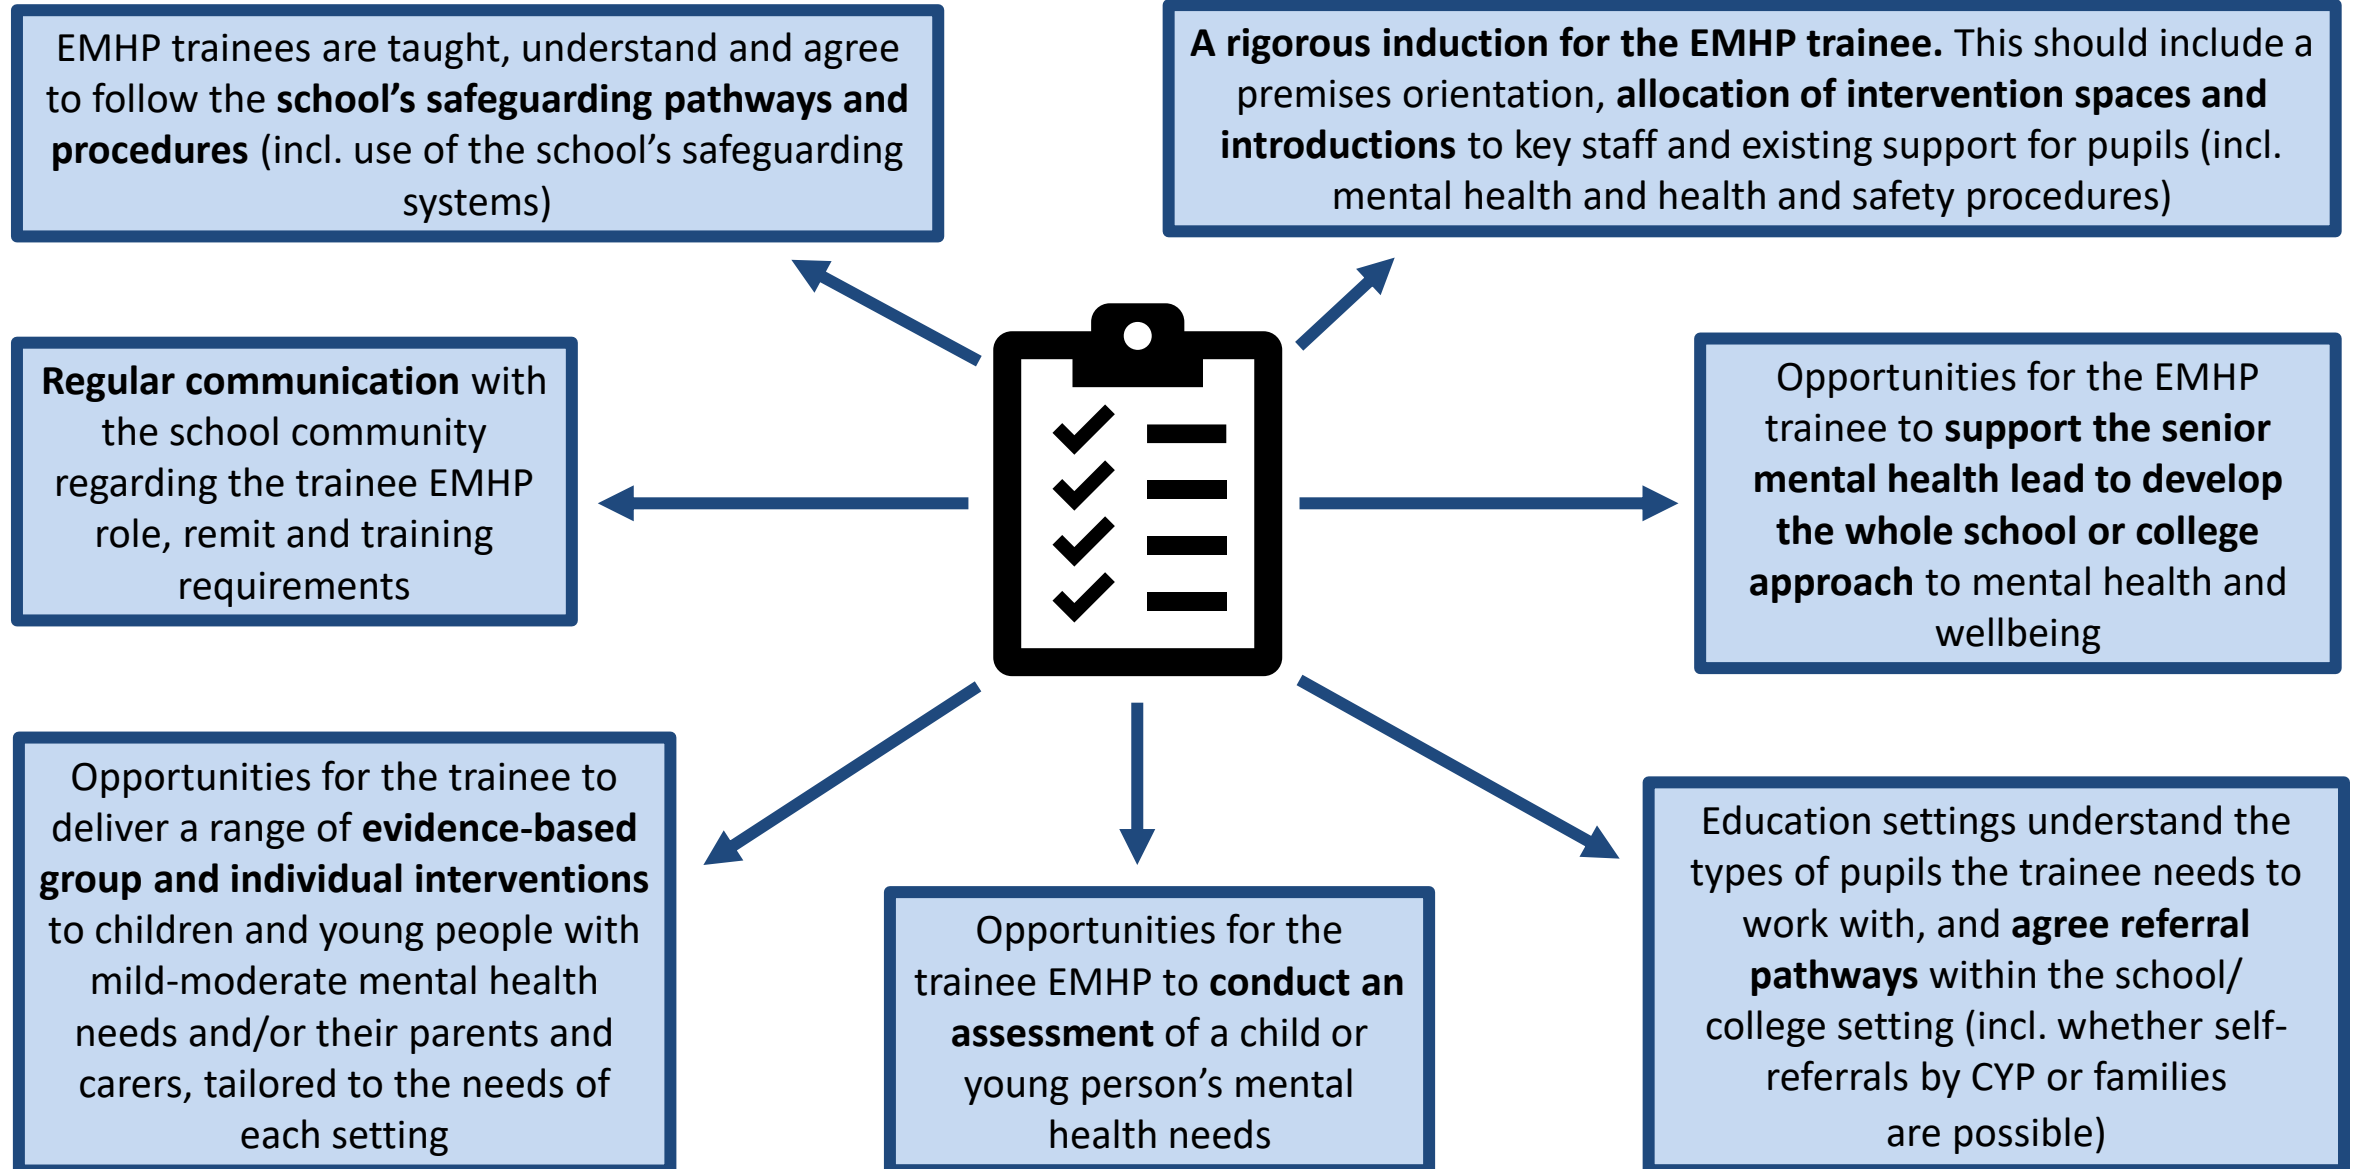 EMHP trainees are taught, understand and agree
to follow the school’s safeguarding pathways and
procedures (incl. use of the school’s safeguarding
systems)
A rigorous induction for the EMHP trainee. This should include a
premises orientation, allocation of intervention spaces and
introductions to key staff and existing support for pupils (incl.
mental health and health and safety procedures)
Regular communication with
the school community
regarding the trainee EMHP
role, remit and training
requirements
Opportunities for the EMHP
trainee to support the senior
mental health lead to develop
the whole school or college
approach to mental health and
wellbeing
Opportunities for the trainee to
deliver a range of evidence-based
group and individual interventions
to children and young people with
mild-moderate mental health
needs and/or their parents and
carers, tailored to the needs of
each setting
Opportunities for the
trainee EMHP to conduct an
assessment of a child or
young person’s mental
health needs
Education settings understand the
types of pupils the trainee needs to
work with, and agree referral
pathways within the school/
college setting (incl. whether self-
referrals by CYP or families
are possible)